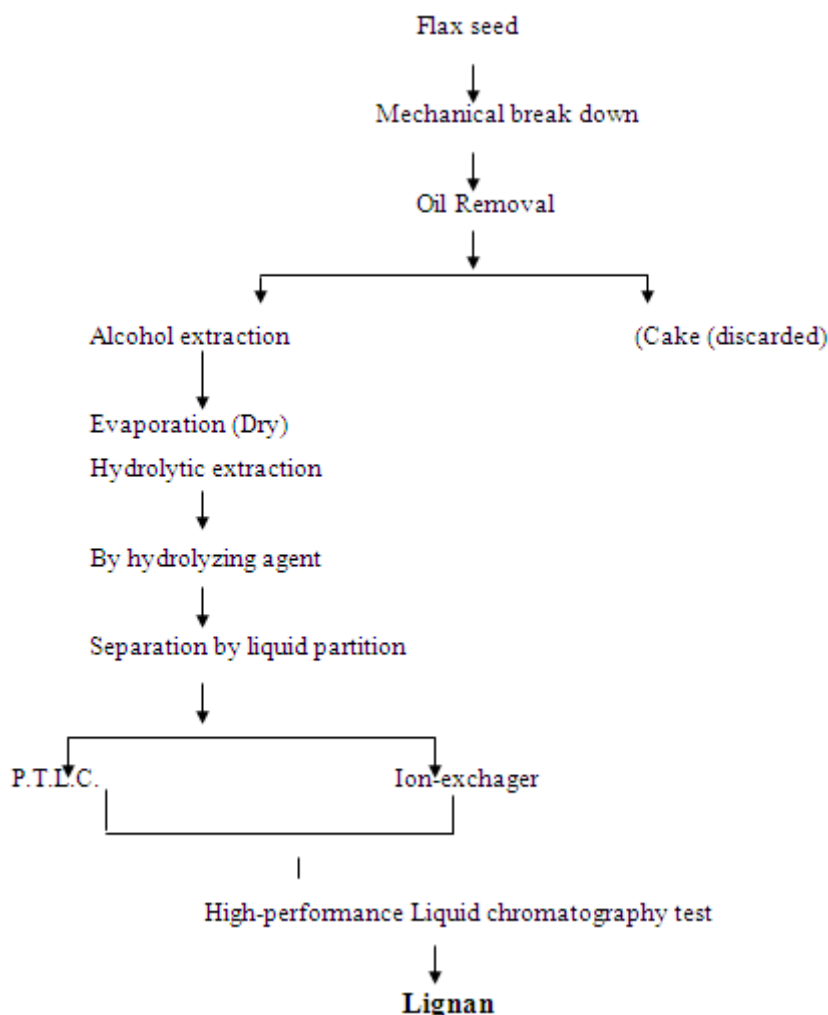 Flax seed
Mechanical break down
Oil Removal
Alcohol extraction
(Cake (discarded)
Evaporation (Dry)
Hydrolytic extraction
By hydrolyzing agent
Separation by liquid partition
P.T.L.C.
Ion-exchager
High-performance Liquid chromatography test
Lignan